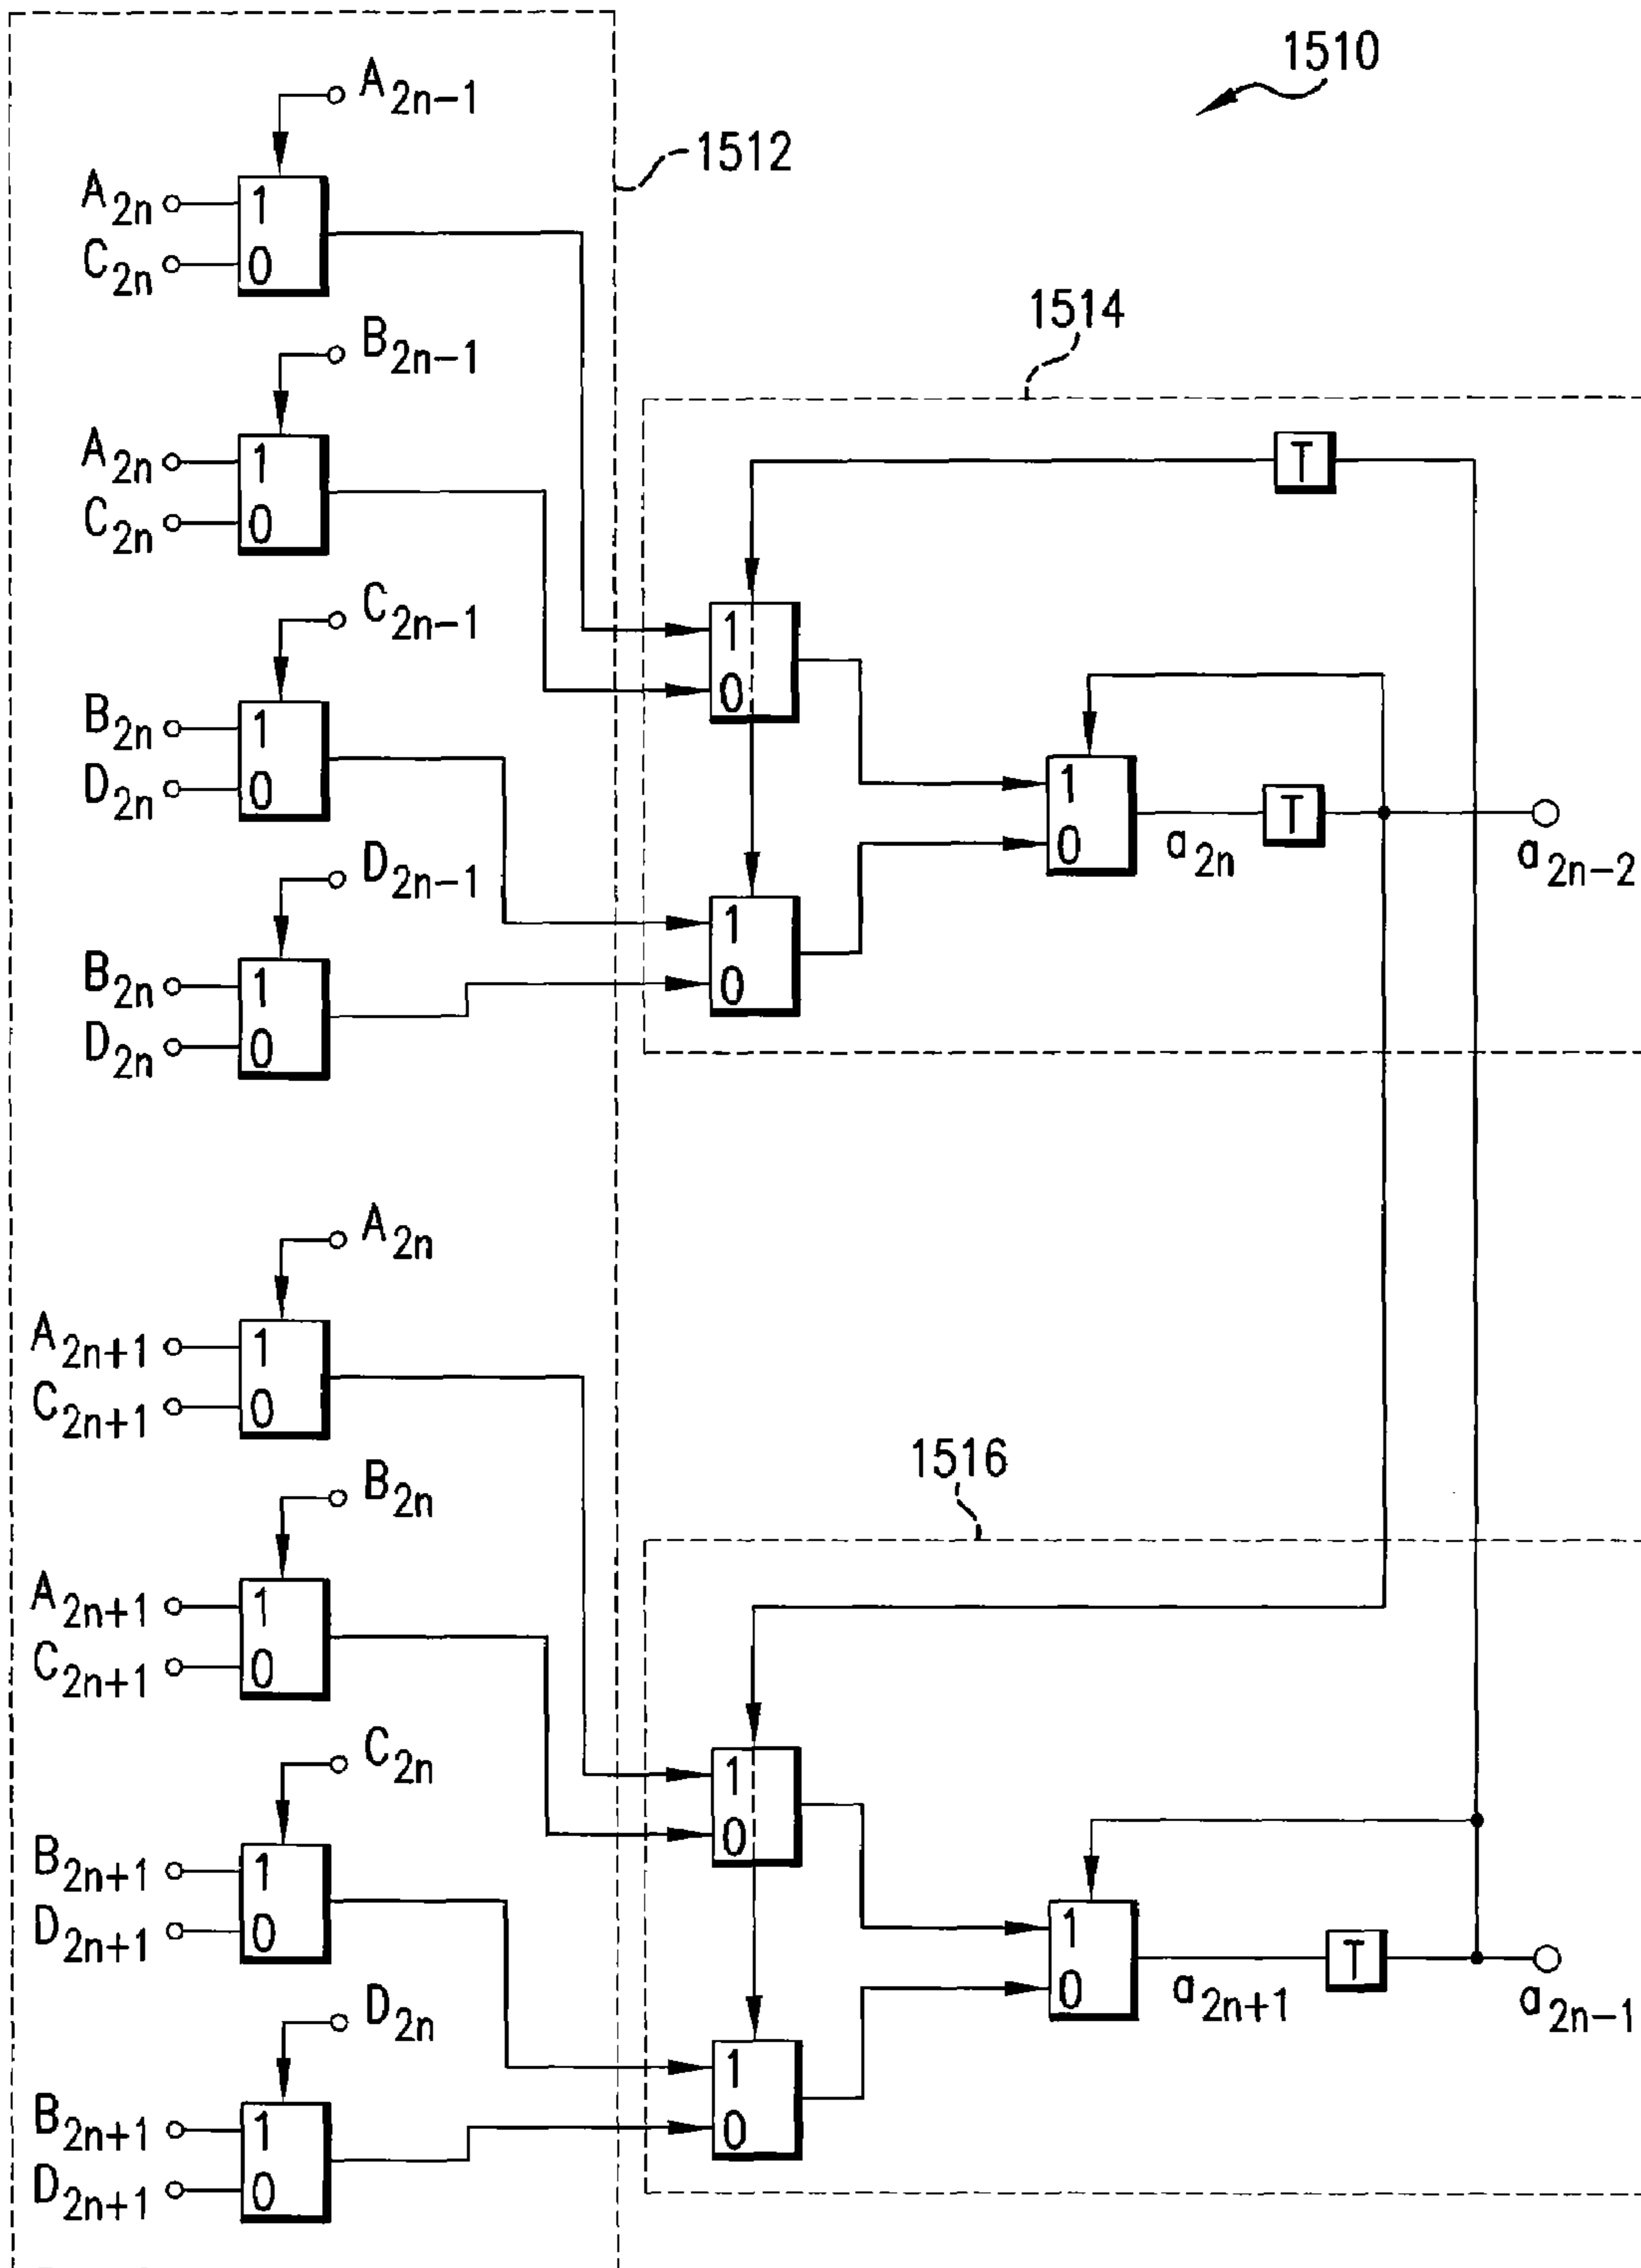 1510
A2n−1
1512
A2n 1
C2n 0
B2n−1
A2n 1
C2n 0
C2n−1
B2n 1
D2n 0
D2n−1
B2n 1
D2n 0
1514
T
1
0
1
0
1
0
a2n
T
a2n−2
A2n
A2n+1 1
C2n+1 0
B2n
A2n+1 1
C2n+1 0
C2n
B2n+1 1
D2n+1 0
D2n
B2n+1 1
D2n+1 0
1516
1
0
1
0
1
0
a2n+1
T
a2n−1